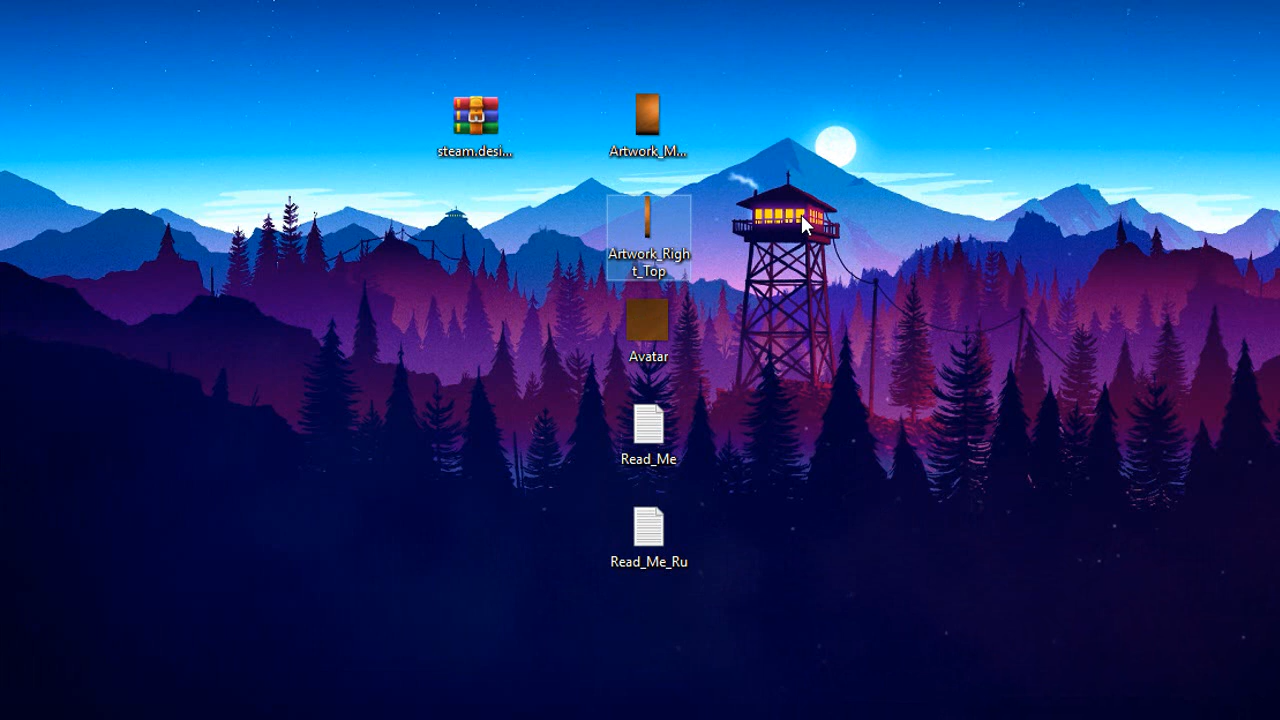 steam.desi...
Artwork_M...
Artwork_Righ
t_Top
Avatar
Read_Me
Read_Me_Ru